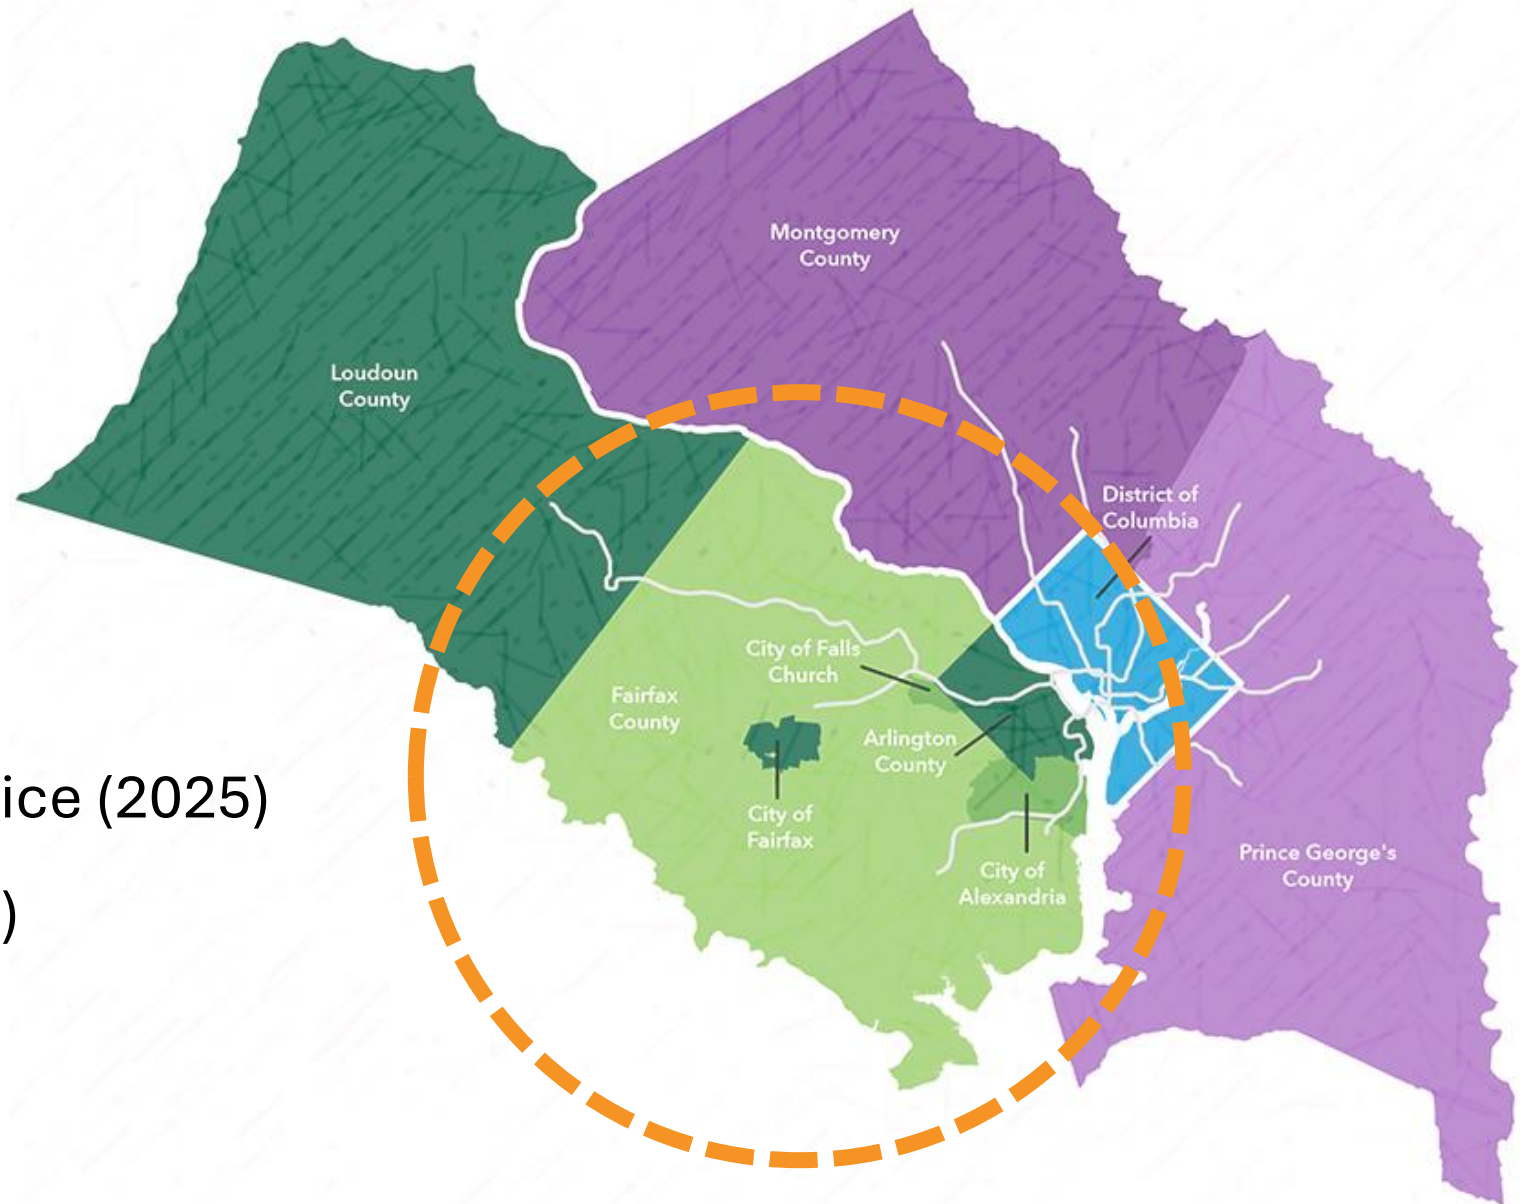 Montgomery
County
Loudoun
County
District of
Columbia
City of Falls
Church
Fairfax
County
Arlington
County
ice (2025)
City of
Fairfax
Prince George's
County
City of
Alexandria
)